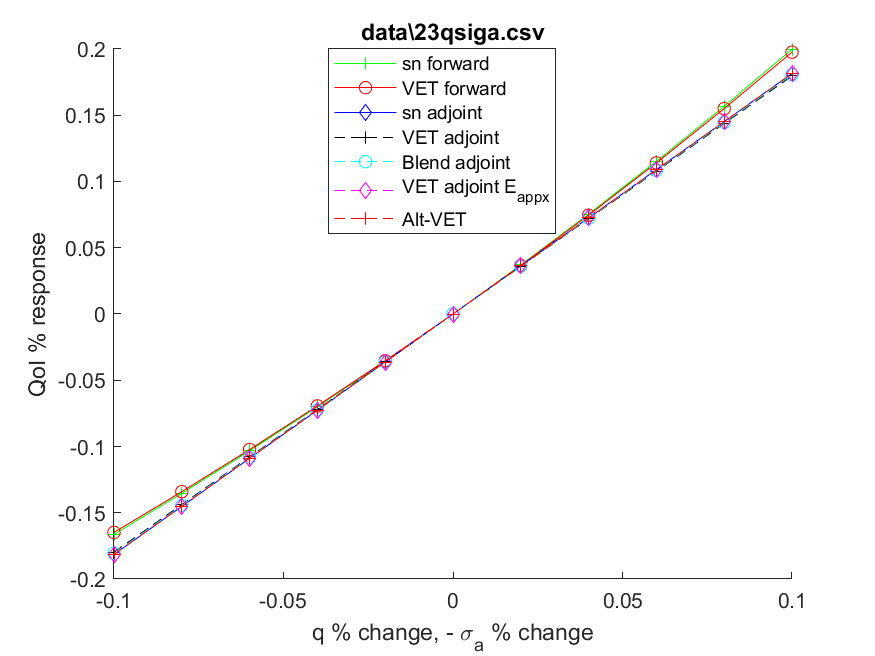 data\23qsiga.csv
sn forward
VET forward
sn adjoint
VET adjoint
Blend adjoint
VET adjoint E_appx
Alt-VET
QoI % response
0.2
0.15
0.1
0.05
0
-0.05
-0.1
-0.15
-0.2
-0.1
-0.05
0
0.05
0.1
q % change, - σ_a % change